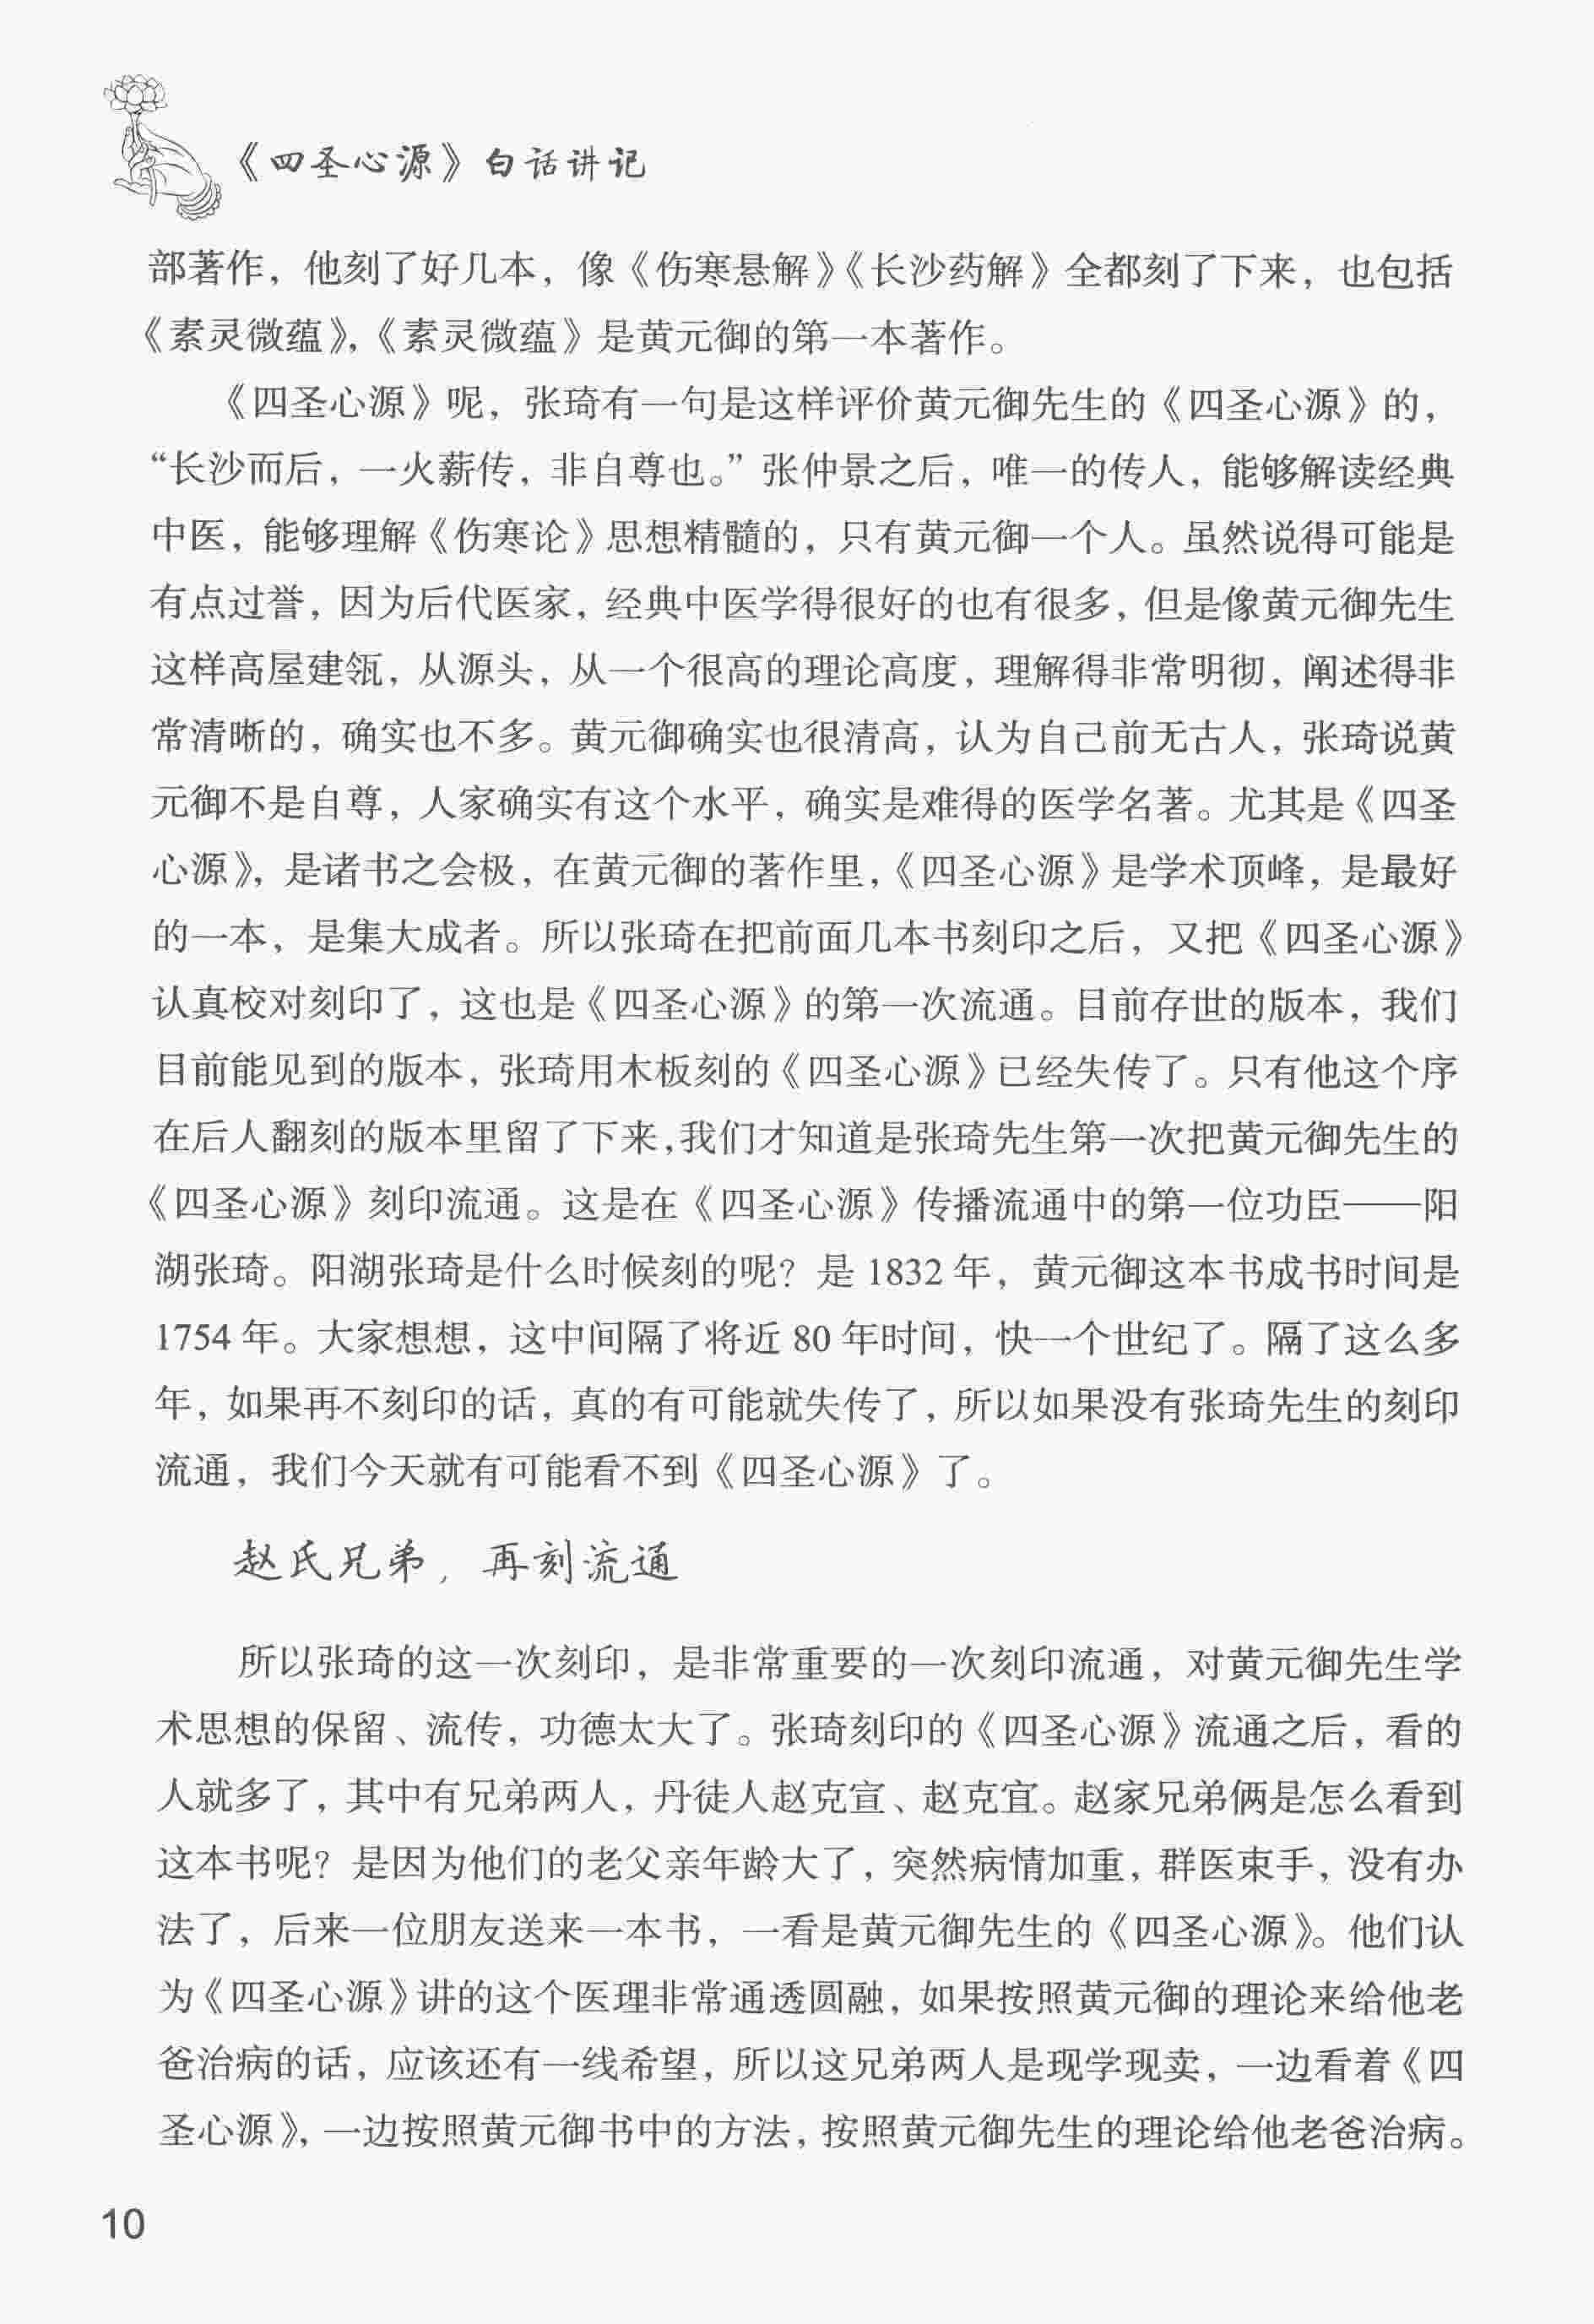 《四圣心源》白话讲记
部著作，他刻了好几本，像《伤寒悬解》《长沙药解》全都刻了下来，也包括
《素灵微蕴》，《素灵微蕴》是黄元御的第一本著作。
《四圣心源》呢，张琦有一句是这样评价黄元御先生的《四圣心源》的，
“长沙而后，一火薪传，非自尊也。”张仲景之后，唯一的传人，能够解读经典
中医，能够理解《伤寒论》思想精髓的，只有黄元御一个人。虽然说得可能是
有点过誉，因为后代医家，经典中医学得很好的也有很多，但是像黄元御先生
这样高屋建瓴，从源头，从一个很高的理论高度，理解得非常明彻，阐述得非
常清晰的，确实也不多。黄元御确实也很清高，认为自己前无古人，张琦说黄
元御不是自尊，人家确实有这个水平，确实是难得的医学名著。尤其是《四圣
心源》，是诸书之会极，在黄元御的著作里，《四圣心源》是学术顶峰，是最好
的一本，是集大成者。所以张琦在把前面几本书刻印之后，又把《四圣心源》
认真校对刻印了，这也是《四圣心源》的第一次流通。目前存世的版本，我们
目前能见到的版本，张琦用木板刻的《四圣心源》已经失传了。只有他这个序
在后人翻刻的版本里留了下来，我们才知道是张琦先生第一次把黄元御先生的
《四圣心源》刻印流通。这是在《四圣心源》传播流通中的第一位功臣——阳
湖张琦。阳湖张琦是什么时候刻的呢？是 1832 年，黄元御这本书成书时间是
1754 年。大家想想，这中间隔了将近 80 年时间，快一个世纪了。隔了这么多
年，如果再不刻印的话，真的有可能就失传了，所以如果没有张琦先生的刻印
流通，我们今天就有可能看不到《四圣心源》了。
赵氏兄弟，再刻流通
所以张琦的这一次刻印，是非常重要的一次刻印流通，对黄元御先生学
术思想的保留、流传，功德太大了。张琦刻印的《四圣心源》流通之后，看的
人就多了，其中有兄弟两人，丹徒人赵克宣、赵克宜。赵家兄弟俩是怎么看到
这本书呢？是因为他们的老父亲年龄大了，突然病情加重，群医束手，没有办
法了，后来一位朋友送来一本书，一看是黄元御先生的《四圣心源》。他们认
为《四圣心源》讲的这个医理非常通透圆融，如果按照黄元御的理论来给他老
爸治病的话，应该还有一线希望，所以这兄弟两人是现学现卖，一边看着《四
圣心源》，一边按照黄元御书中的方法，按照黄元御先生的理论给他老爸治病。
10